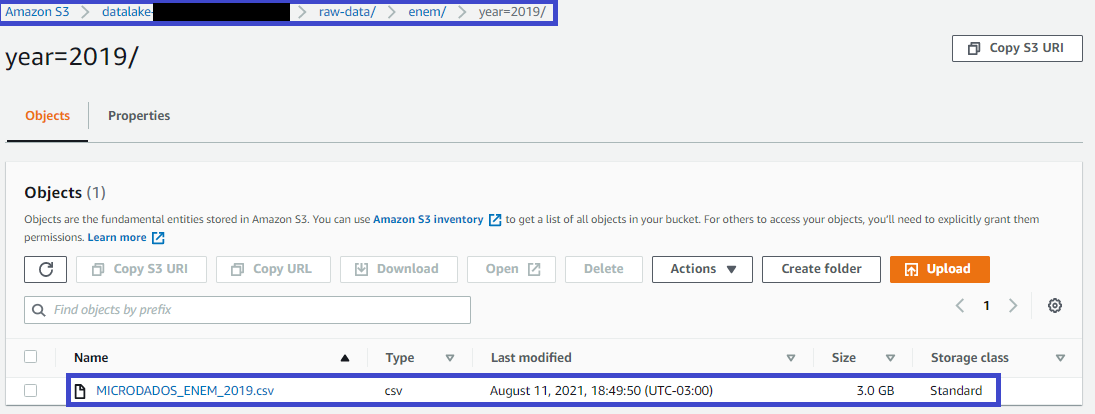 Amazon S3 > datalake- > raw-data/ > enem/ > year=2019/
year=2019/
Copy S3 URI
Objects
Properties
Objects (1)
Objects are the fundamental entities stored in Amazon S3. You can use Amazon S3 inventory to get a list of all objects in your bucket. For others to access your objects, you'll need to explicitly grant them
permissions. Learn more
Copy S3 URI Copy URL Download Open Delete Actions Create folder Upload
Find objects by prefix
1
Name Type Last modified Size Storage class
MICRODADOS_ENEM_2019.csv csv August 11, 2021, 18:49:50 (UTC-03:00) 3.0 GB Standard